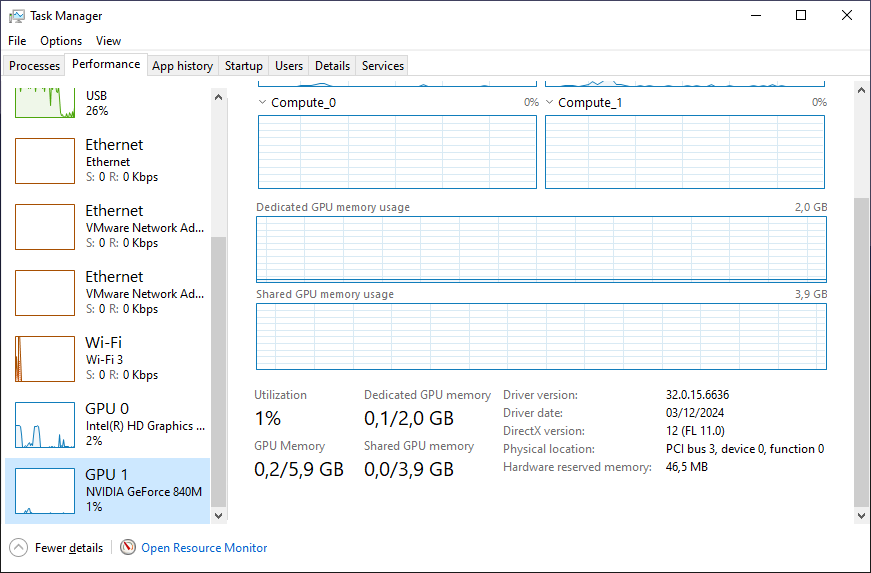 Task Manager
File Options View
Processes Performance App history Startup Users Details Services
USB
26%
Ethernet
Ethernet
S: 0 R: 0 Kbps
Ethernet
VMware Network Ad...
S: 0 R: 0 Kbps
Ethernet
VMware Network Ad...
S: 0 R: 0 Kbps
Wi-Fi
Wi-Fi 3
S: 0 R: 0 Kbps
GPU 0
Intel(R) HD Graphics ...
2%
GPU 1
NVIDIA GeForce 840M
1%
Compute_0 0% Compute_1 0%
Dedicated GPU memory usage 2,0 GB
Shared GPU memory usage 3,9 GB
Utilization
1%
Dedicated GPU memory
0,1/2,0 GB
GPU Memory
0,2/5,9 GB
Shared GPU memory
0,0/3,9 GB
Driver version: 32.0.15.6636
Driver date: 03/12/2024
DirectX version: 12 (FL 11.0)
Physical location: PCI bus 3, device 0, function 0
Hardware reserved memory: 46,5 MB
Fewer details Open Resource Monitor